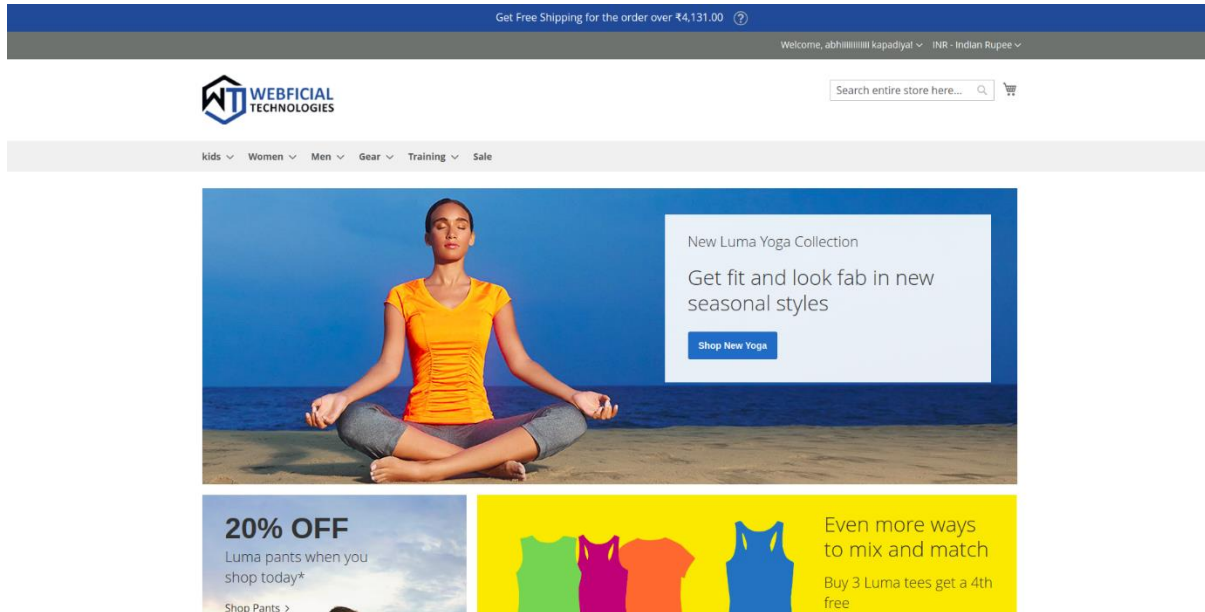 Get Free Shipping for the order over ₹4,131.00 ?
Welcome, kapadiya! INR - Indian Rupee
WEBFICIAL
TECHNOLOGIES
Search entire store here...
kids Women Men Gear Training Sale
New Luma Yoga Collection
Get fit and look fab in new
seasonal styles
Shop New Yoga
20% OFF
Luma pants when you
shop today*
Shop Pants >
Even more ways
to mix and match
Buy 3 Luma tees get a 4th
free